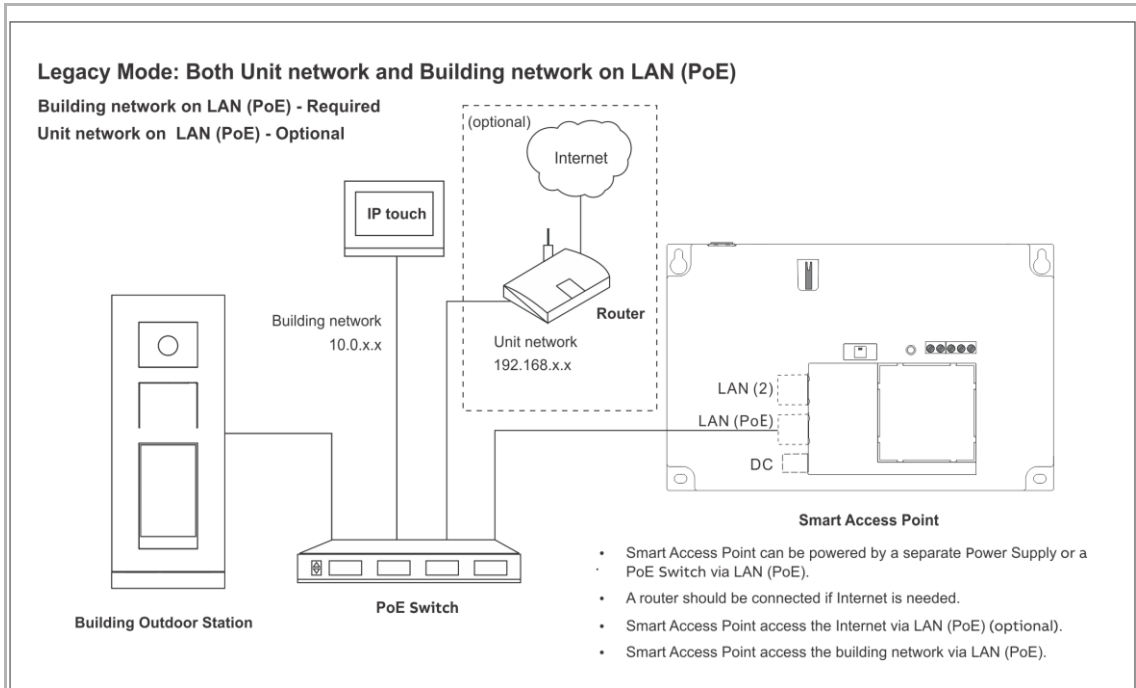 Legacy Mode: Both Unit network and Building network on LAN (PoE)
Building network on LAN (PoE) - Required
Unit network on LAN (PoE) - Optional
(optional)
Internet
IP touch
Router
Building network
10.0.x.x
Unit network
192.168.x.x
LAN (2)
LAN (PoE)
DC
Smart Access Point
PoE Switch
Building Outdoor Station
• Smart Access Point can be powered by a separate Power Supply or a
PoE Switch via LAN (PoE).
• A router should be connected if Internet is needed.
• Smart Access Point access the Internet via LAN (PoE) (optional).
• Smart Access Point access the building network via LAN (PoE).